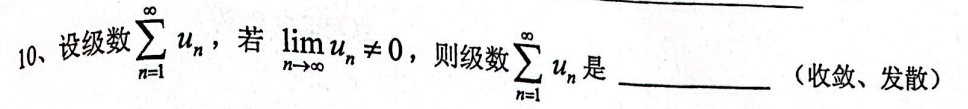 10、设级数$\sum_{n=1}^{\infty} u_n$，若 $\lim_{n \to \infty} u_n \neq 0$，则级数$\sum_{n=1}^{\infty} u_n$是 ________ （收敛、发散）